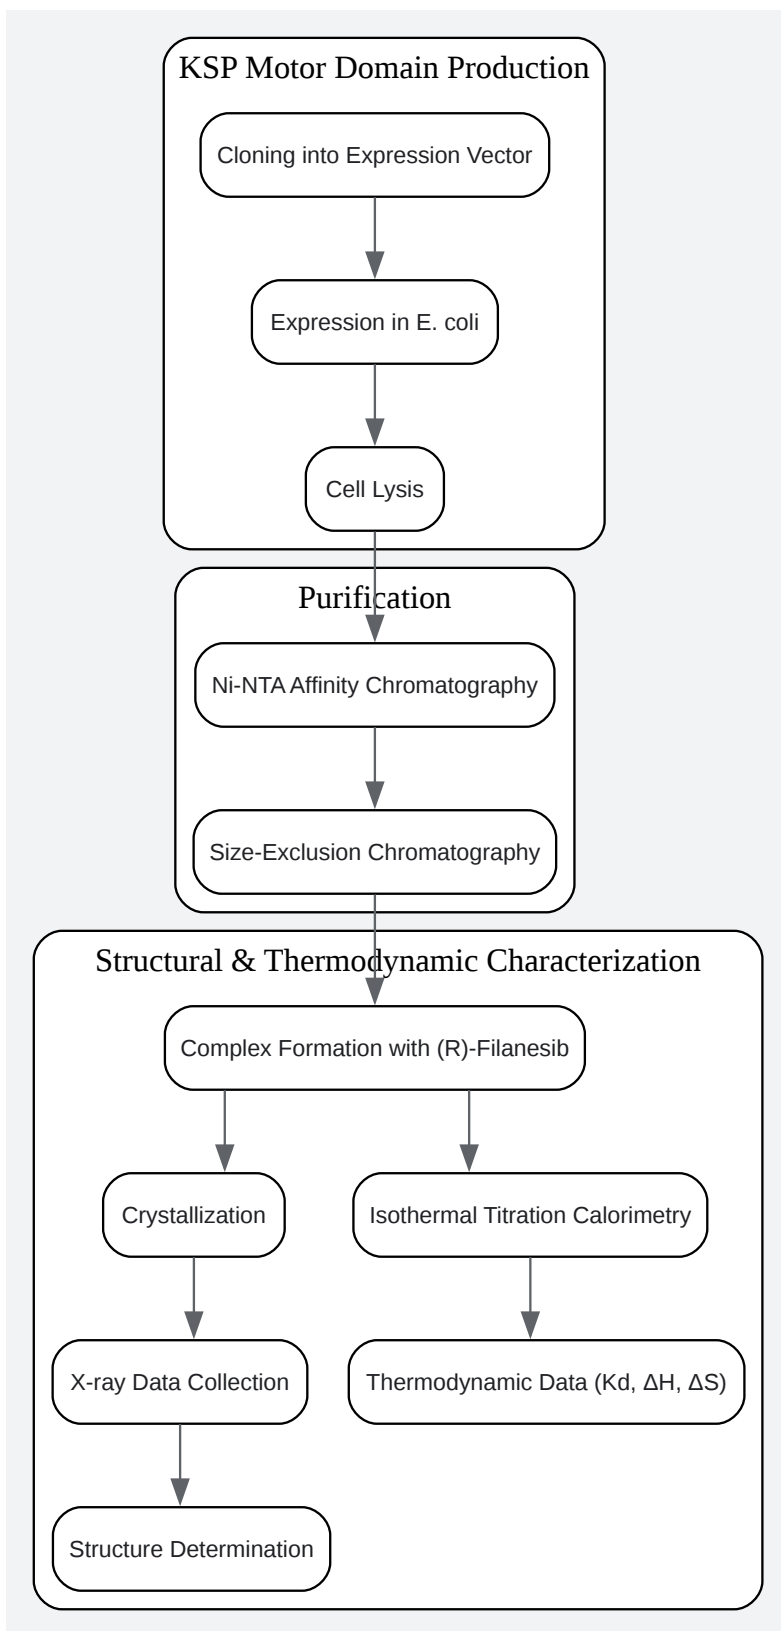 KSP Motor Domain Production
Cloning into Expression Vector
Expression in E. coli
Cell Lysis
Purification
Ni-NTA Affinity Chromatography
Size-Exclusion Chromatography
Structural & Thermodynamic Characterization
Complex Formation with (R)-Filanesib
Crystallization
Isothermal Titration Calorimetry
X-ray Data Collection
Thermodynamic Data (Kd, ΔH, ΔS)
Structure Determination